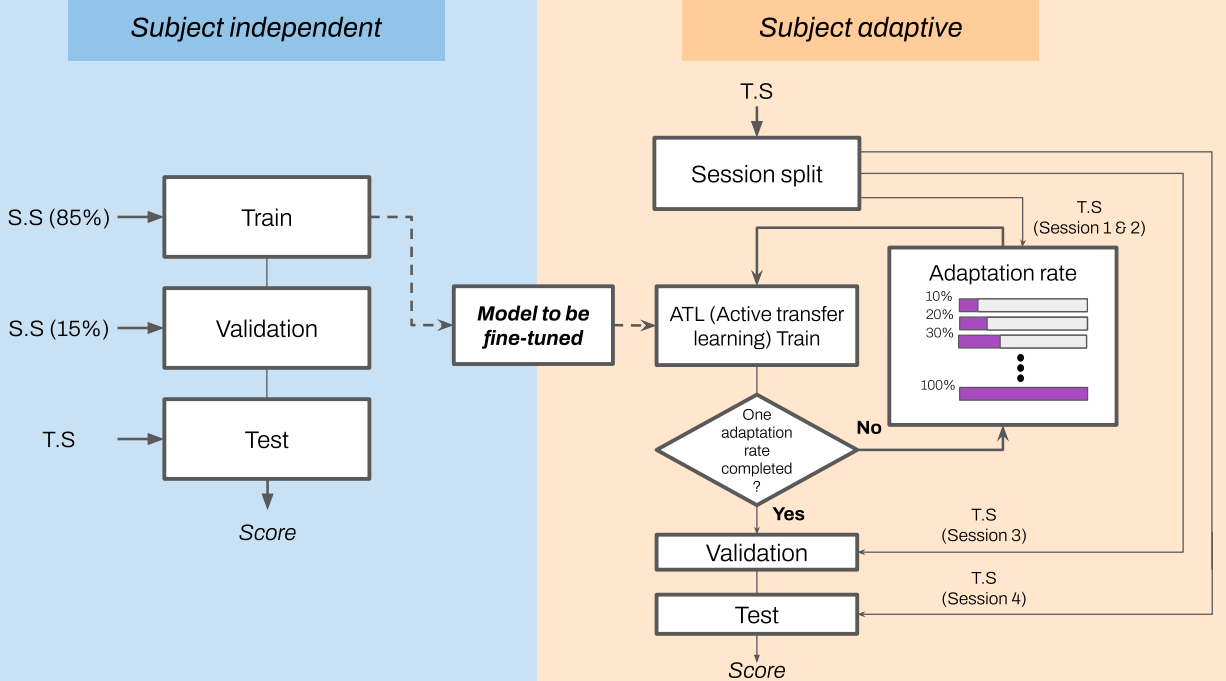 Subject independent
S.S (85%)
Train
S.S (15%)
Validation
T.S
Test
Score
Model to be
fine-tuned
Subject adaptive
T.S
Session split
T.S
(Session 1 & 2)
Adaptation rate
10%
20%
30%
100%
ATL (Active transfer
learning) Train
One
adaptation
rate
completed
?
No
Yes
T.S
(Session 3)
Validation
T.S
(Session 4)
Test
Score